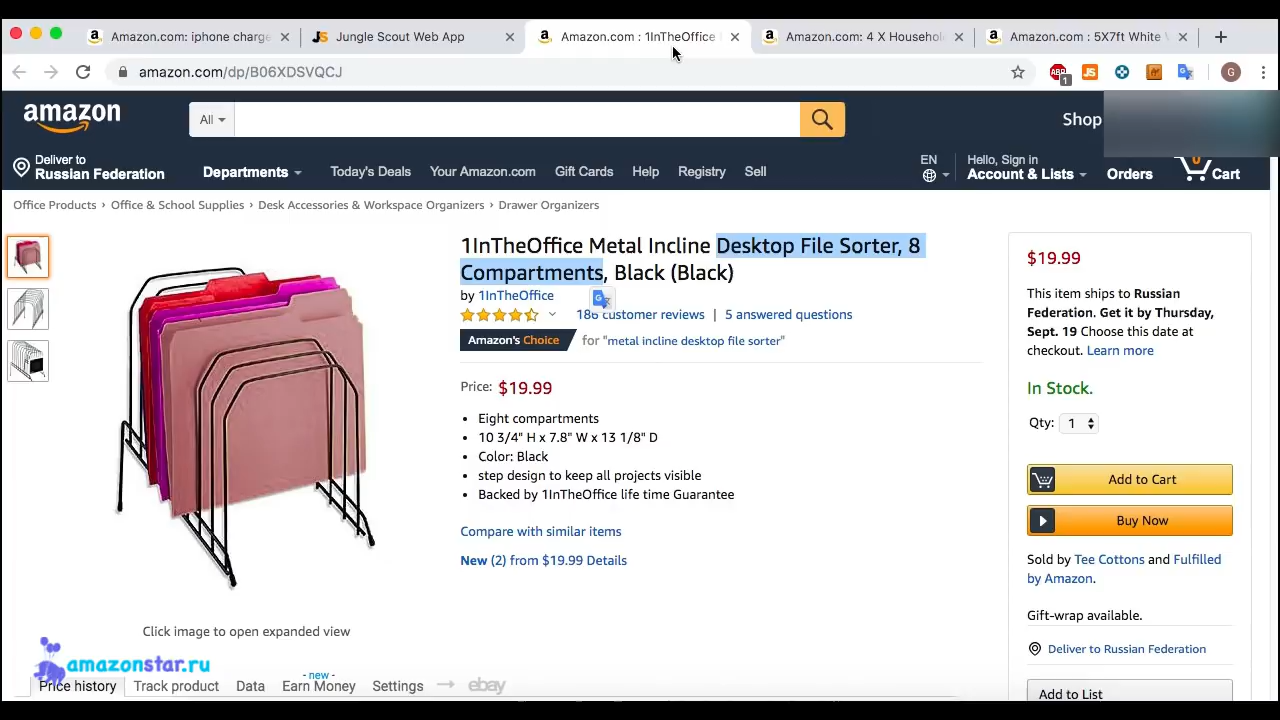 Amazon.com: iphone charge
Jungle Scout Web App
Amazon.com : 1InTheOffice
Amazon.com: 4 X Househol
Amazon.com : 5X7ft White
amazon.com/dp/B06XDSVQCJ
ABP
1
JS
G
amazon
All
Shop
Deliver to
Russian Federation
Departments
Today's Deals
Your Amazon.com
Gift Cards
Help
Registry
Sell
EN
Hello, Sign in
Account & Lists
Orders
0
Cart
Office Products › Office & School Supplies › Desk Accessories & Workspace Organizers › Drawer Organizers
1InTheOffice Metal Incline Desktop File Sorter, 8
Compartments, Black (Black)
by 1InTheOffice
186 customer reviews | 5 answered questions
Amazon's Choice for "metal incline desktop file sorter"
Price: $19.99
• Eight compartments
• 10 3/4" H x 7.8" W x 13 1/8" D
• Color: Black
• step design to keep all projects visible
• Backed by 1InTheOffice life time Guarantee
Compare with similar items
New (2) from $19.99 Details
Click image to open expanded view
$19.99
This item ships to Russian
Federation. Get it by Thursday,
Sept. 19 Choose this date at
checkout. Learn more
In Stock.
Qty: 1
Add to Cart
Buy Now
Sold by Tee Cottons and Fulfilled
by Amazon.
Gift-wrap available.
Deliver to Russian Federation
Add to List
amazonstar.ru
- new -
Price history
Track product
Data
Earn Money
Settings
ebay